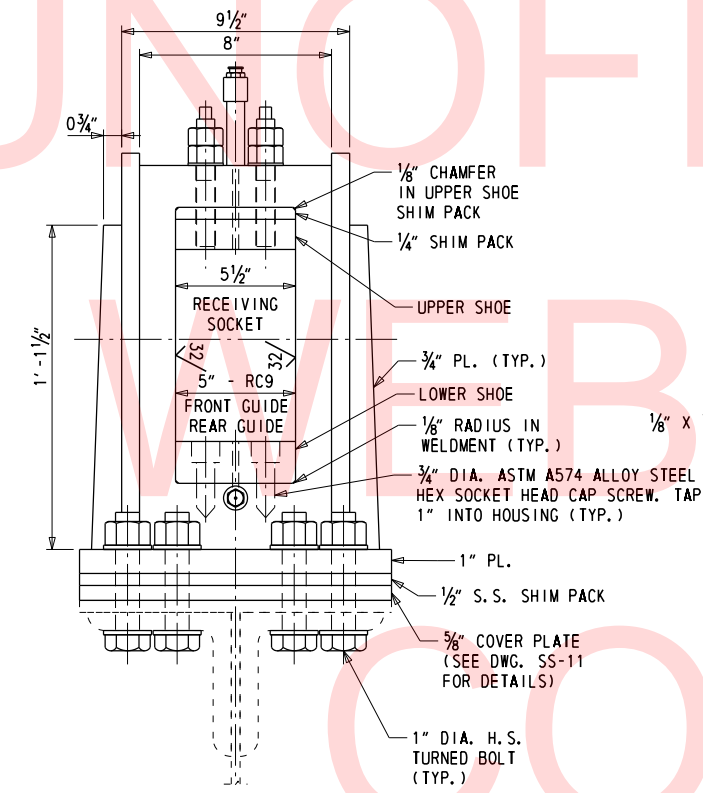 UNOFF
WEB
CO
9½"
8"
0¾"
⅛" CHAMFER
IN UPPER SHOE
SHIM PACK
¼" SHIM PACK
5½"
RECEIVING
SOCKET
UPPER SHOE
1'-1½"
32
32
¾" PL. (TYP.)
5" - RC9
LOWER SHOE
FRONT GUIDE
REAR GUIDE
⅛" RADIUS IN
WELDMENT (TYP.)
⅛" X
¾" DIA. ASTM A574 ALLOY STEEL
HEX SOCKET HEAD CAP SCREW. TAP
1" INTO HOUSING (TYP.)
1" PL.
½" S.S. SHIM PACK
⅝" COVER PLATE
(SEE DWG. SS-11
FOR DETAILS)
1" DIA. H.S.
TURNED BOLT
(TYP.)